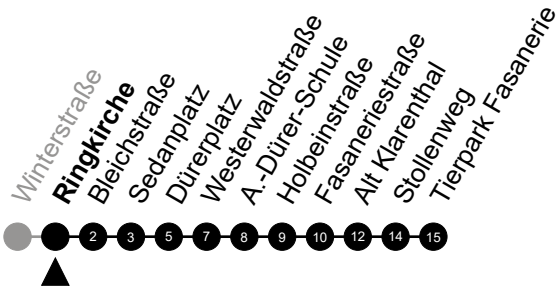 Winterstraße
Ringkirche
Bleichstraße
Sedanplatz
Dürerplatz
Westerwaldstraße
A.-Dürer-Schule
Holbeinstraße
Fasaneriestraße
Alt Klarenthal
Stollenweg
Tierpark Fasanerie
2 3 5 7 8 9 10 12 14 15